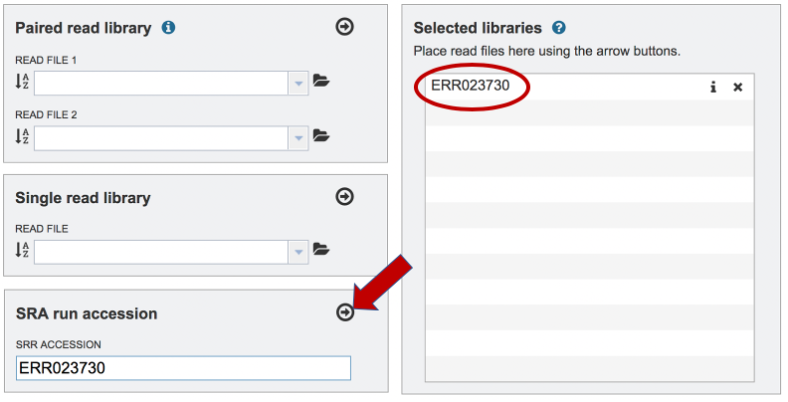 Paired read library
READ FILE 1
READ FILE 2
Single read library
READ FILE
SRA run accession
SRR ACCESSION
ERR023730
Selected libraries
Place read files here using the arrow buttons.
ERR023730